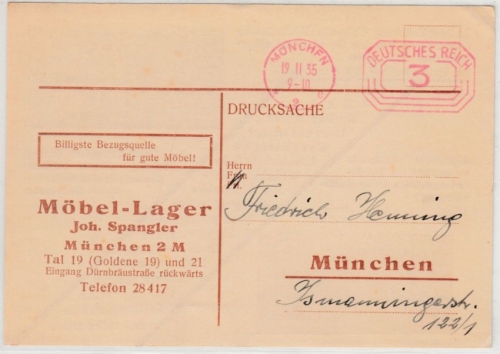 MÜNCHEN
19 11 35
9-10
DEUTSCHES REICH
3
DRUCKSACHE
Billigste Bezugsquelle
für gute Möbel!
Herrn
Frl.
Friedrich Henning
Möbel-Lager
Joh. Spangler
München 2 M
Tal 19 (Goldene 19) und 21
Eingang Dürnbräustraße rückwärts
Telefon 28417
München
Ismanningerstr.
122/1